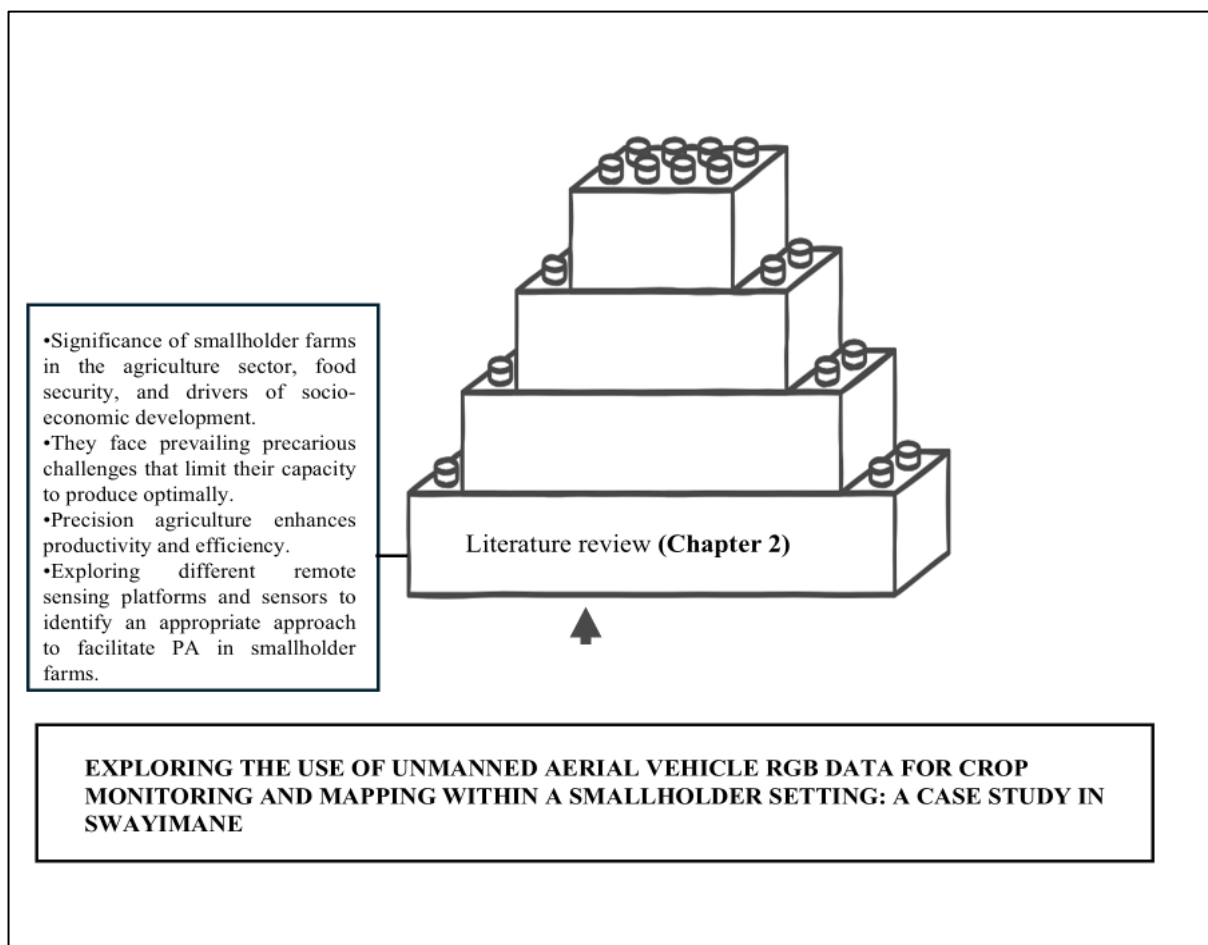 •Significance of smallholder farms
in the agriculture sector, food
security, and drivers of socio-
economic development.
•They face prevailing precarious
challenges that limit their capacity
to produce optimally.
•Precision agriculture enhances
productivity and efficiency.
•Exploring different remote
sensing platforms and sensors to
identify an appropriate approach
to facilitate PA in smallholder
farms.
Literature review (Chapter 2)
EXPLORING THE USE OF UNMANNED AERIAL VEHICLE RGB DATA FOR CROP
MONITORING AND MAPPING WITHIN A SMALLHOLDER SETTING: A CASE STUDY IN
SWAYIMANE